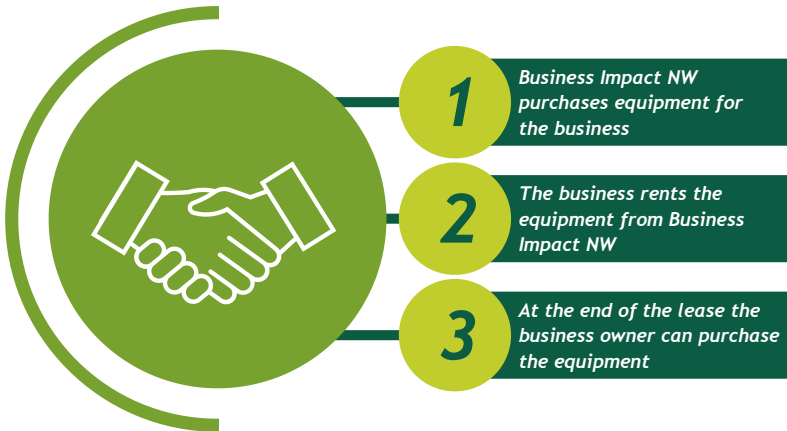 1
Business Impact NW
purchases equipment for
the business
2
The business rents the
equipment from Business
Impact NW
3
At the end of the lease the
business owner can purchase
the equipment